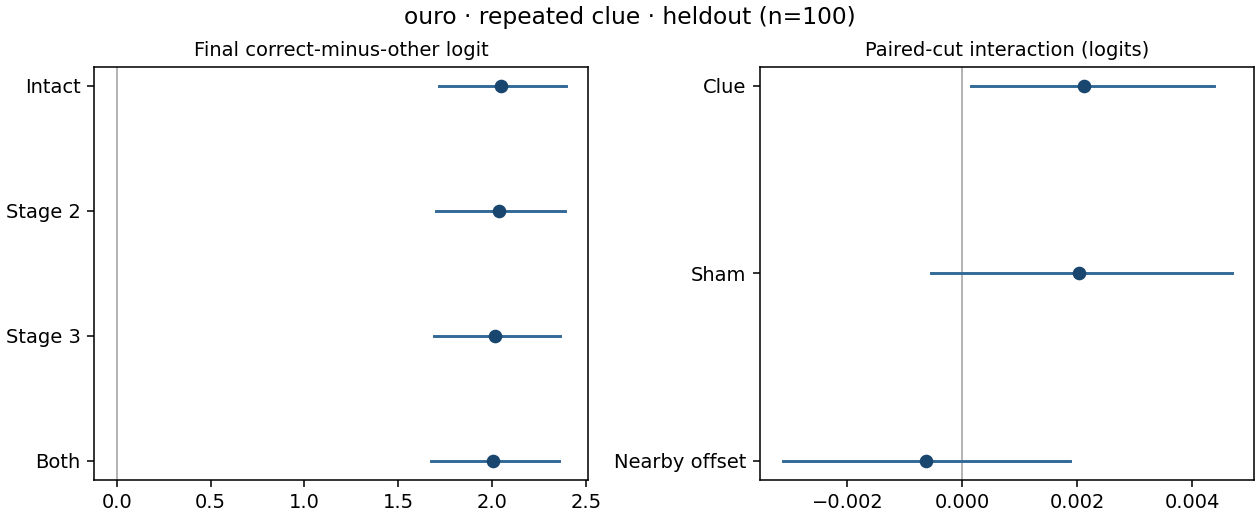 ouro · repeated clue · heldout (n=100)
Final correct-minus-other logit
Intact
Stage 2
Stage 3
Both
0.0 0.5 1.0 1.5 2.0 2.5
Paired-cut interaction (logits)
Clue
Sham
Nearby offset
−0.002 0.000 0.002 0.004